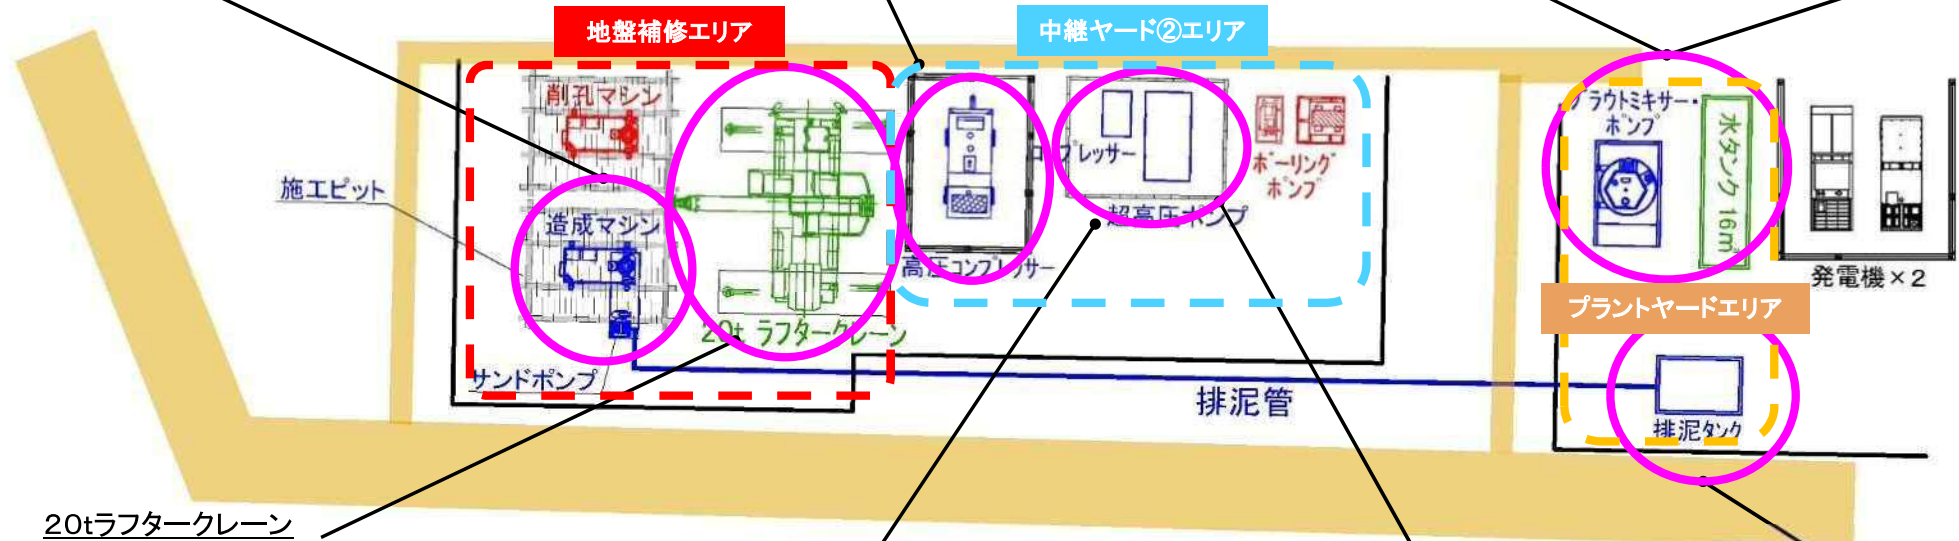 地盤補修エリア
中継ヤード②エリア
削孔マシン
施工ピット
造成マシン
サンドポンプ
20t ラフタークレーン
高圧コンプレッサー
コンプレッサー
超高圧ポンプ
ボーリング
ポンプ
グラウトミキサー・
ポンプ
水タンク 16m³
発電機×2
プラントヤードエリア
排泥管
排泥タンク
20tラフタークレーン